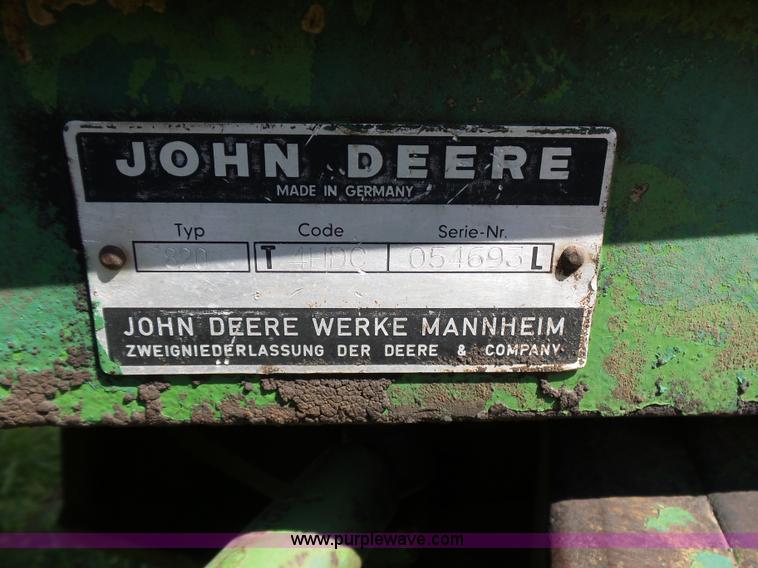 JOHN DEERE
MADE IN GERMANY
Typ Code Serie-Nr.
820 T 4HDC 054693 L
JOHN DEERE WERKE MANNHEIM
ZWEIGNIEDERLASSUNG DER DEERE & COMPANY
www.purplewave.com